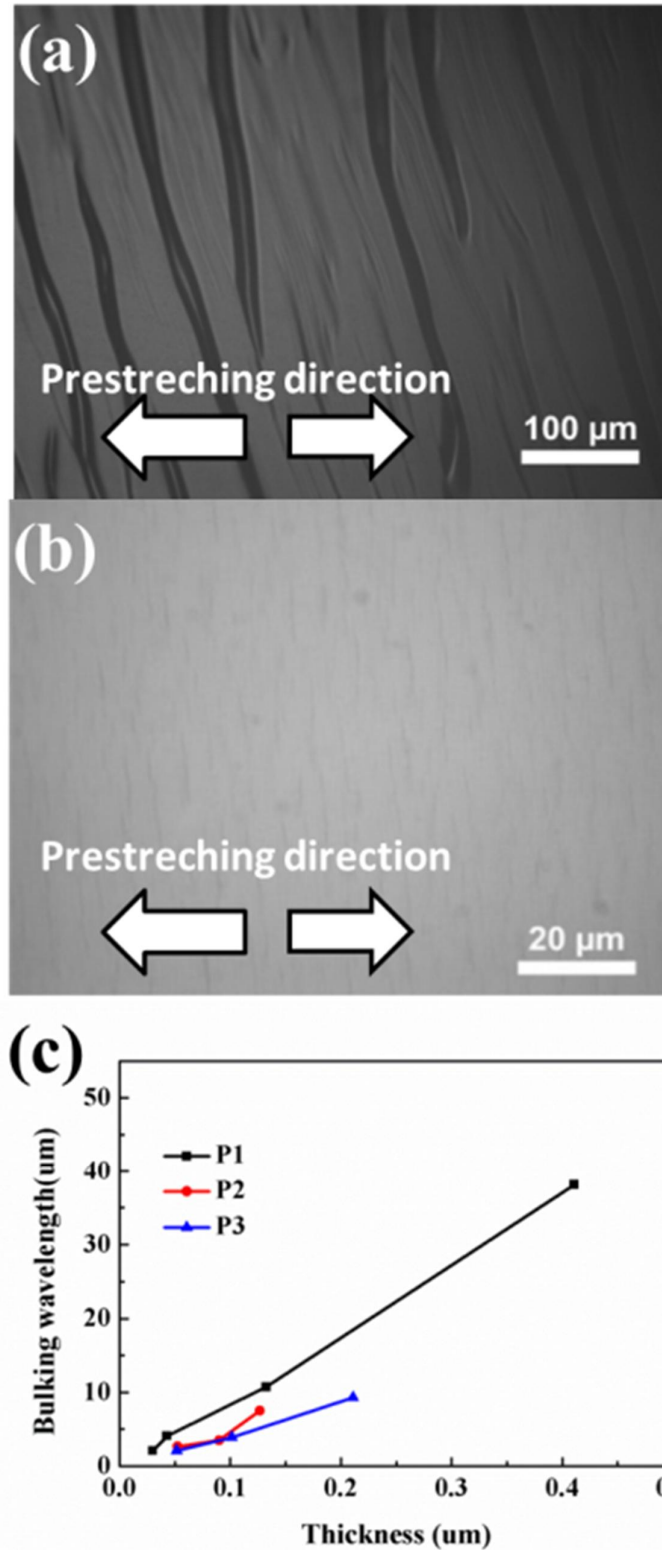 (a)
Prestreching direction
100 µm
(b)
Prestreching direction
20 µm
(c)
50
40
30
20
10
0
P1
P2
P3
Bulking wavelength(um)
0.0
0.1
0.2
0.3
0.4
Thickness (um)